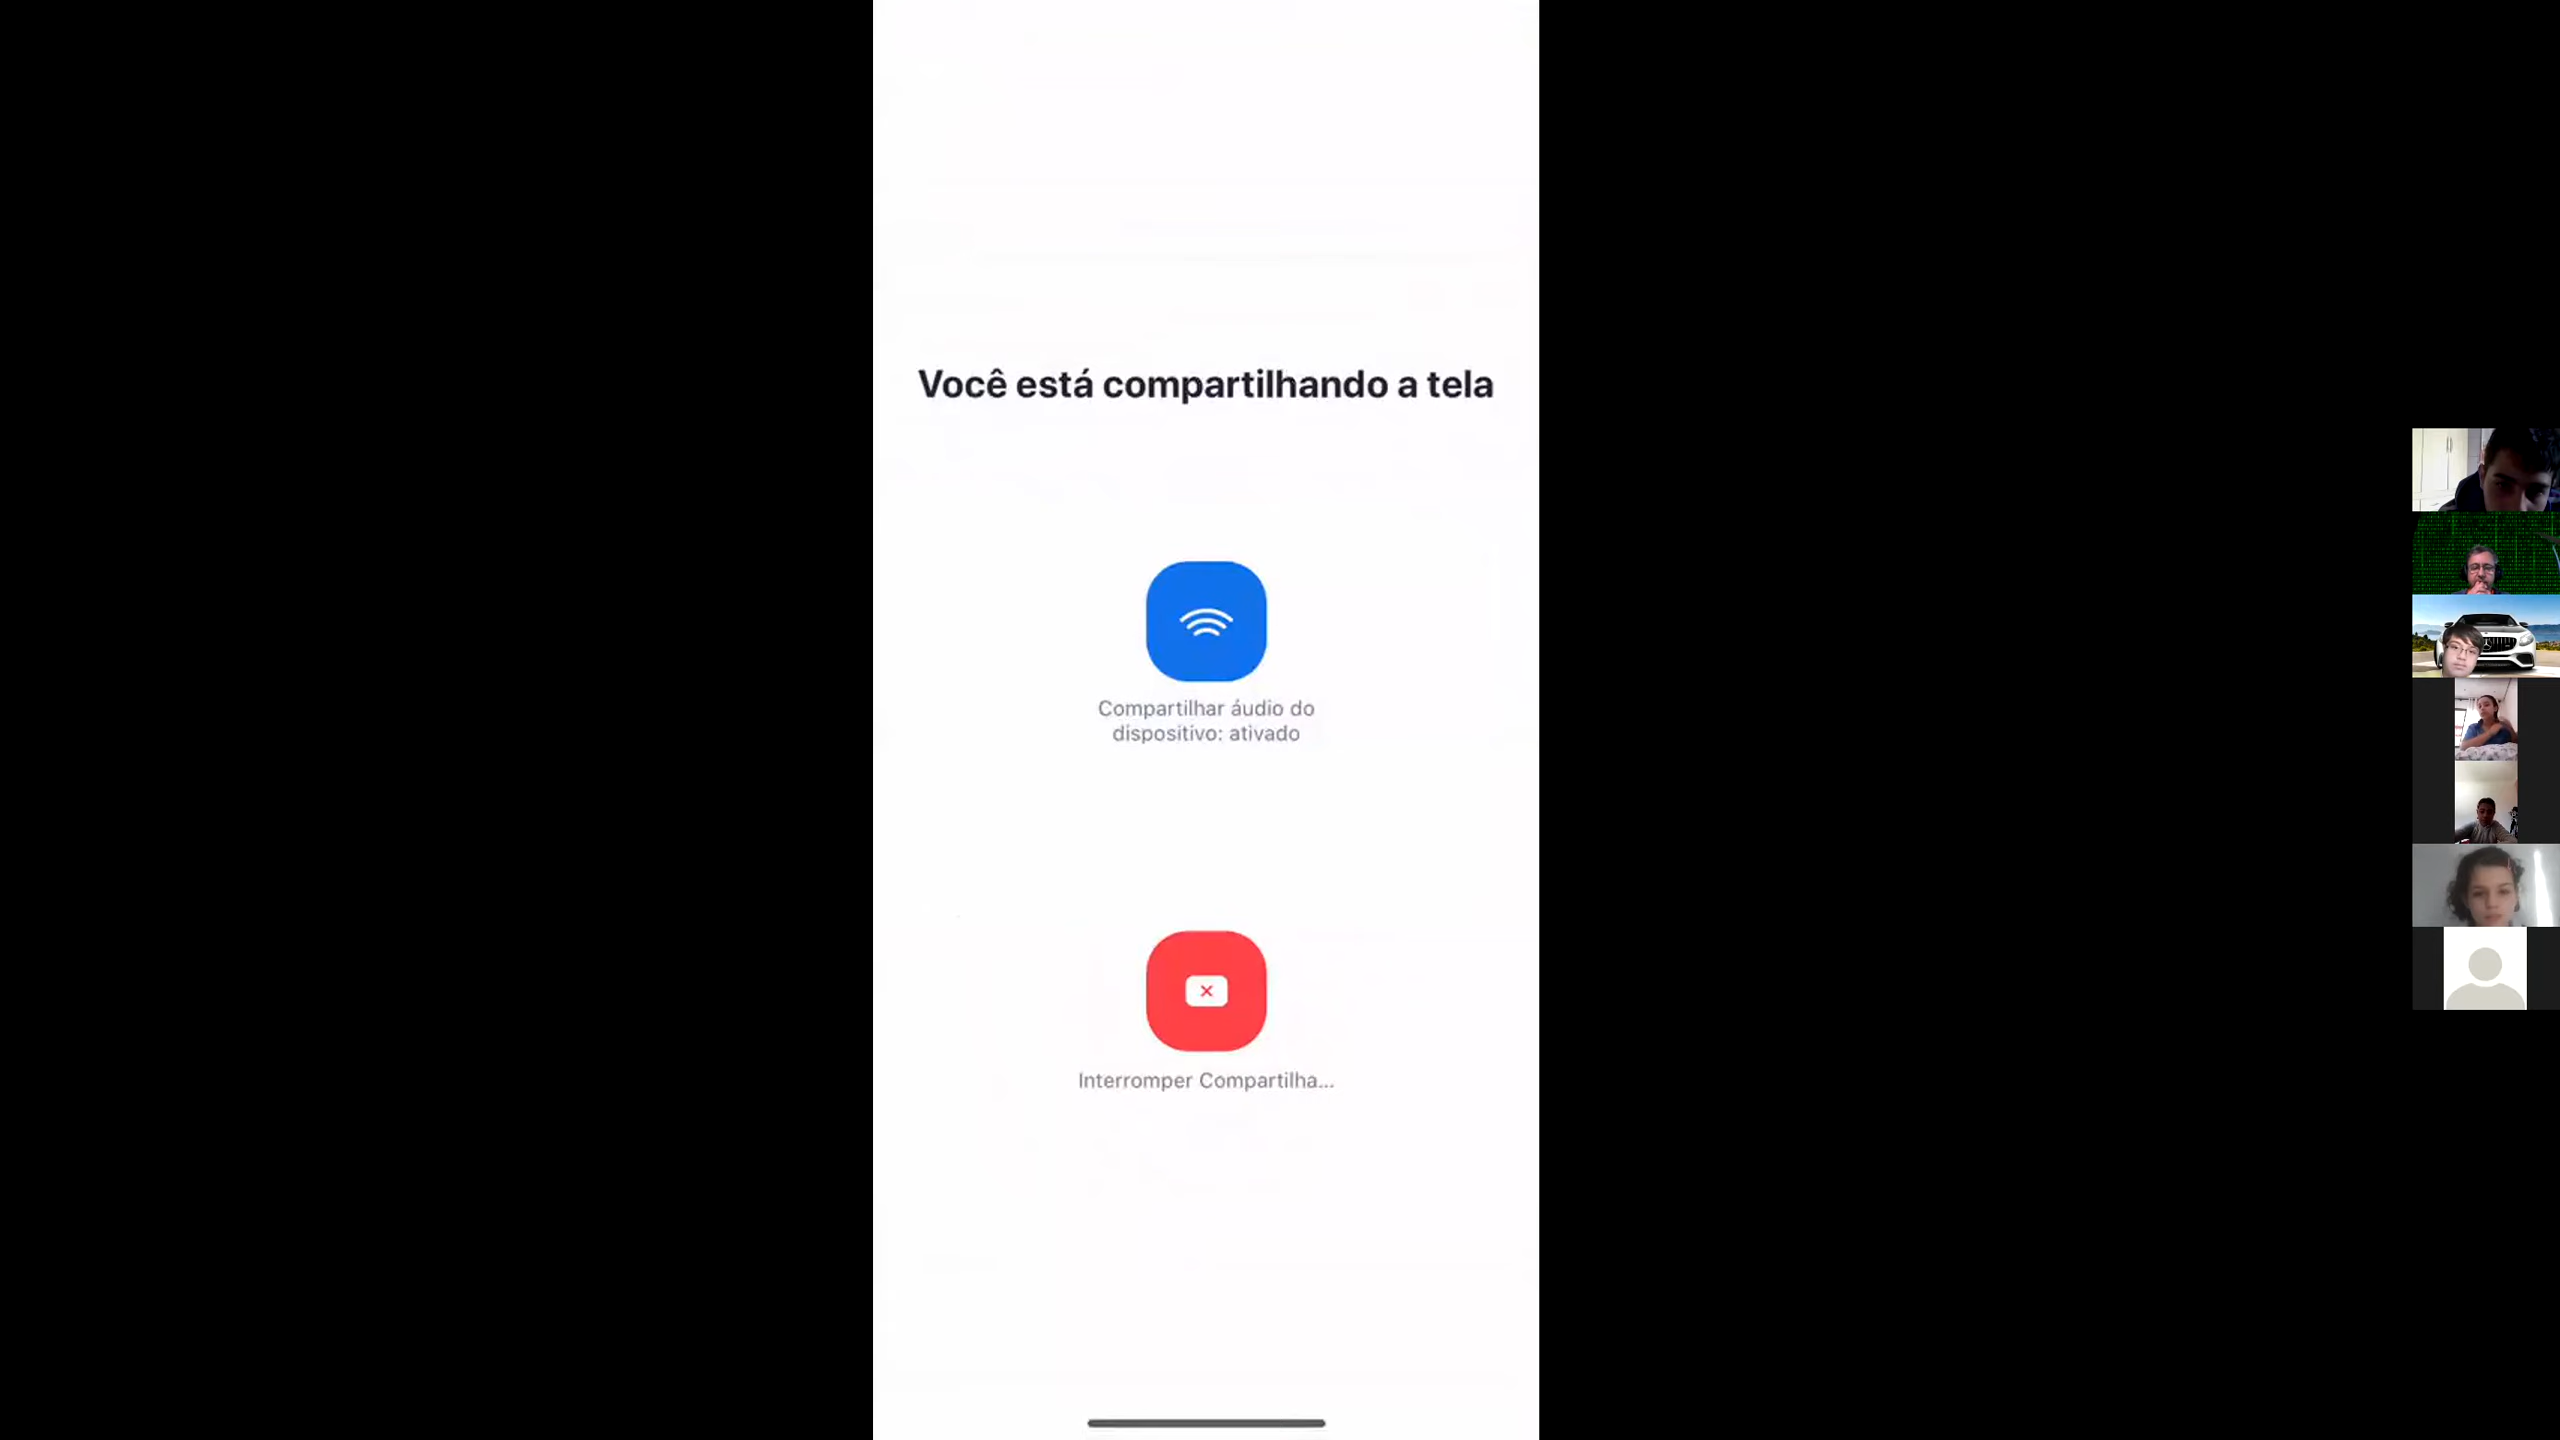 Você está compartilhando a tela
Compartilhar áudio do
dispositivo: ativado
Interromper Compartilha...